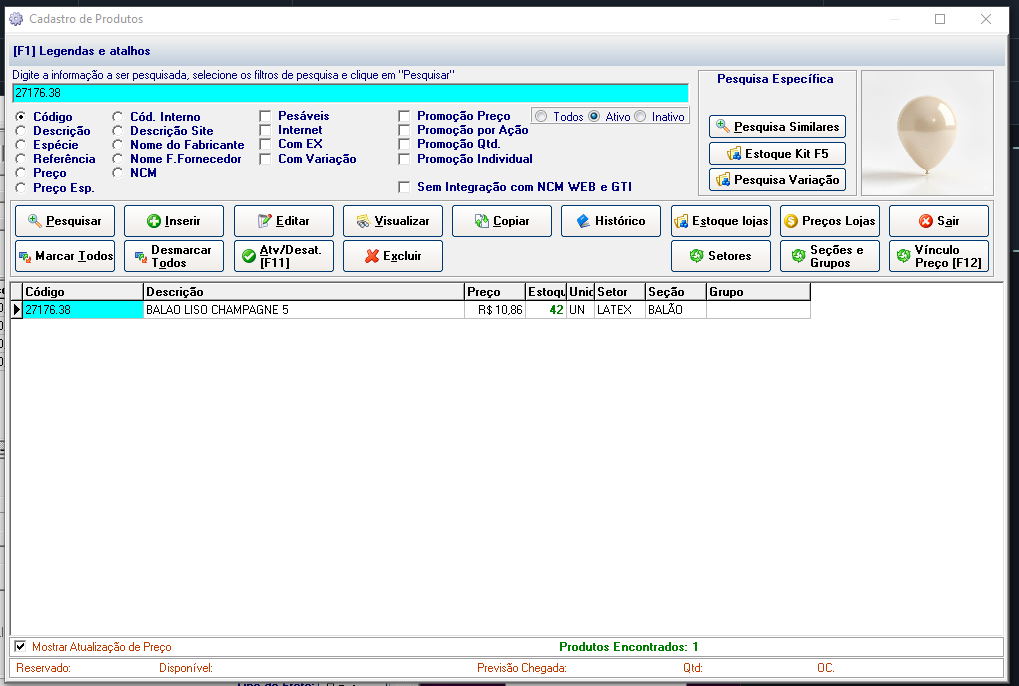 Cadastro de Produtos
[F1] Legendas e atalhos
Digite a informação a ser pesquisada, selecione os filtros de pesquisa e clique em "Pesquisar"
27176.38
Pesquisa Específica
Código
Cód. Interno
Pesáveis
Promoção Preço
Todos
Ativo
Inativo
Descrição
Descrição Site
Internet
Promoção por Ação
Espécie
Nome do Fabricante
Com EX
Promoção Qtd.
Referência
Nome F.Fornecedor
Com Variação
Promoção Individual
Preço
NCM
Preço Esp.
Sem Integração com NCM WEB e GTI
Pesquisa Similares
Estoque Kit F5
Pesquisa Variação
Pesquisar
Inserir
Editar
Visualizar
Copiar
Histórico
Estoque lojas
Preços Lojas
Sair
Marcar Todos
Desmarcar
Todos
Atv/Desat.
[F11]
Excluir
Setores
Seções e
Grupos
Vínculo
Preço [F12]
Código Descrição Preço Estoqu Unic Setor Seção Grupo
27176.38 BALAO LISO CHAMPAGNE 5 R$ 10,86 42 UN LATEX BALÃO
Mostrar Atualização de Preço
Produtos Encontrados: 1
Reservado: Disponível: Previsão Chegada: Qtd: OC.